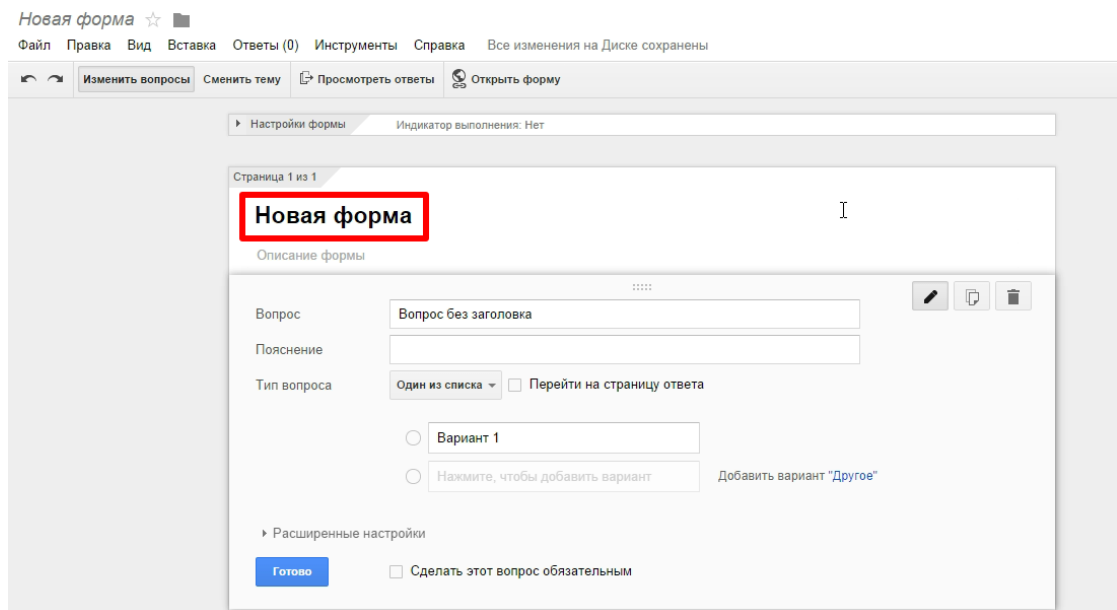 Новая форма
Файл Правка Вид Вставка Ответы (0) Инструменты Справка Все изменения на Диске сохранены
Изменить вопросы Сменить тему Просмотреть ответы Открыть форму
Настройки формы Индикатор выполнения: Нет
Страница 1 из 1
Новая форма
Описание формы
Вопрос Вопрос без заголовка
Пояснение
Тип вопроса Один из списка Перейти на страницу ответа
Вариант 1
Нажмите, чтобы добавить вариант Добавить вариант "Другое"
Расширенные настройки
Готово Сделать этот вопрос обязательным